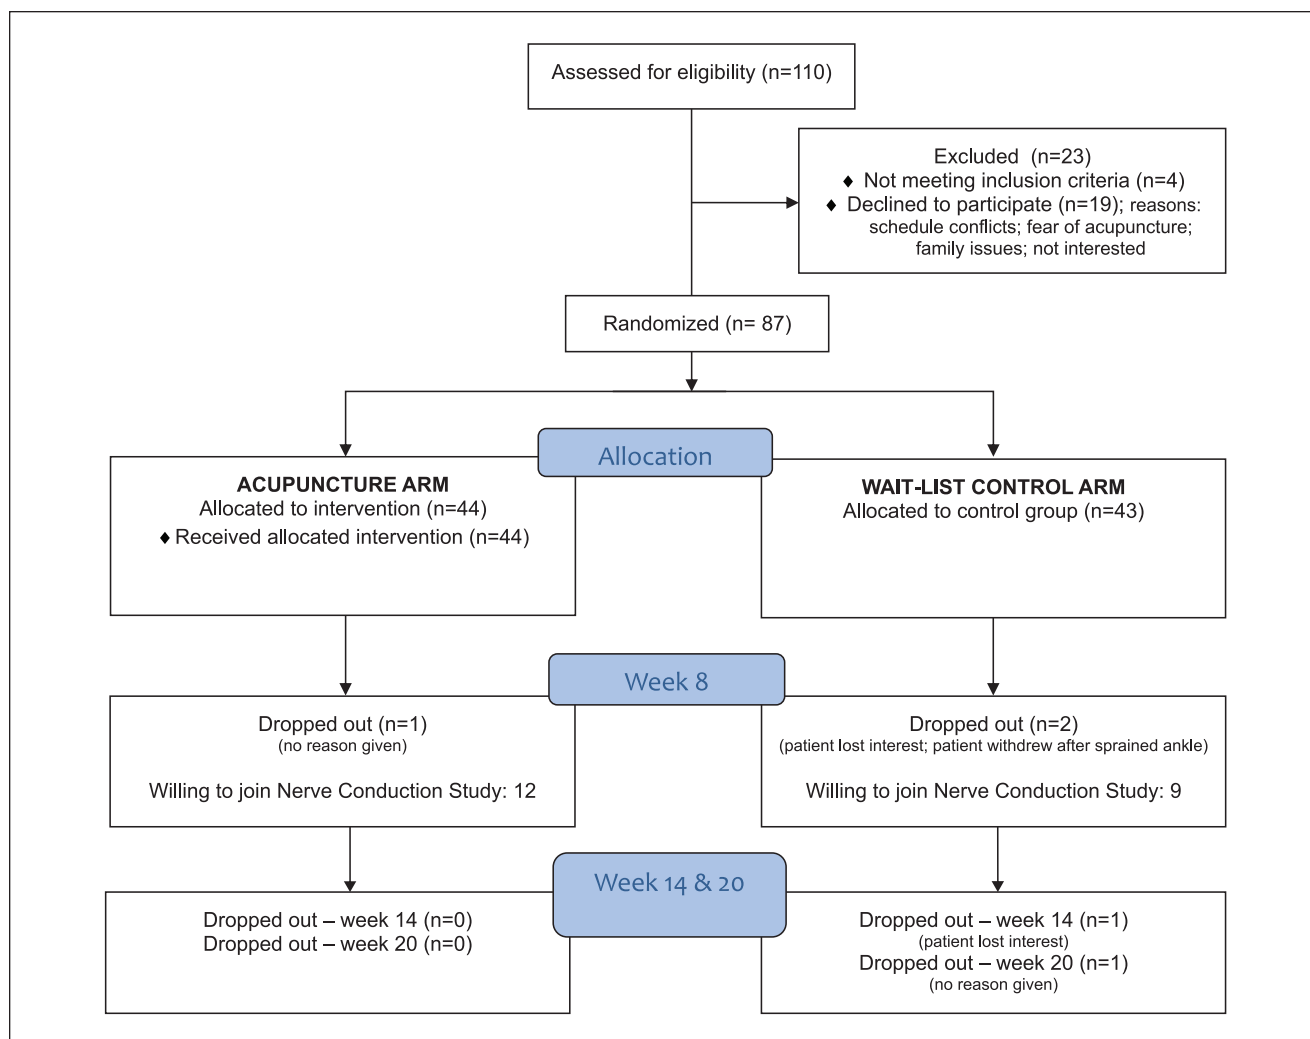 Assessed for eligibility (n=110)
Excluded (n=23)
♦ Not meeting inclusion criteria (n=4)
♦ Declined to participate (n=19); reasons:
schedule conflicts; fear of acupuncture;
family issues; not interested
Randomized (n= 87)
Allocation
ACUPUNCTURE ARM
Allocated to intervention (n=44)
♦ Received allocated intervention (n=44)
WAIT-LIST CONTROL ARM
Allocated to control group (n=43)
Week 8
Dropped out (n=1)
(no reason given)
Willing to join Nerve Conduction Study: 12
Dropped out (n=2)
(patient lost interest; patient withdrew after sprained ankle)
Willing to join Nerve Conduction Study: 9
Week 14 & 20
Dropped out – week 14 (n=0)
Dropped out – week 20 (n=0)
Dropped out – week 14 (n=1)
(patient lost interest)
Dropped out – week 20 (n=1)
(no reason given)